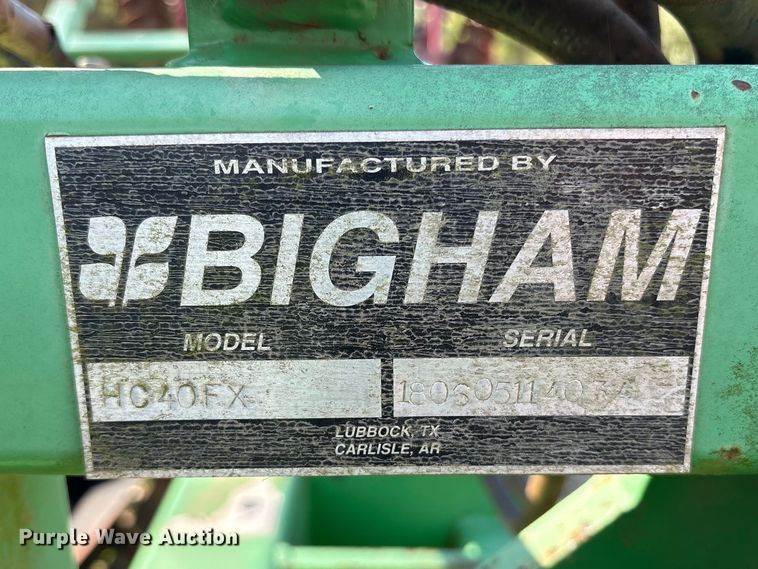 MANUFACTURED BY
BIGHAM
MODEL SERIAL
HC40FX
LUBBOCK, TX
CARLISLE, AR
Purple Wave Auction